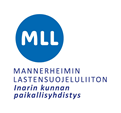 MLL
MANNERHEIMIN
LASTENSUOJELULIITON
Inarin kunnan
paikallisyhdistys